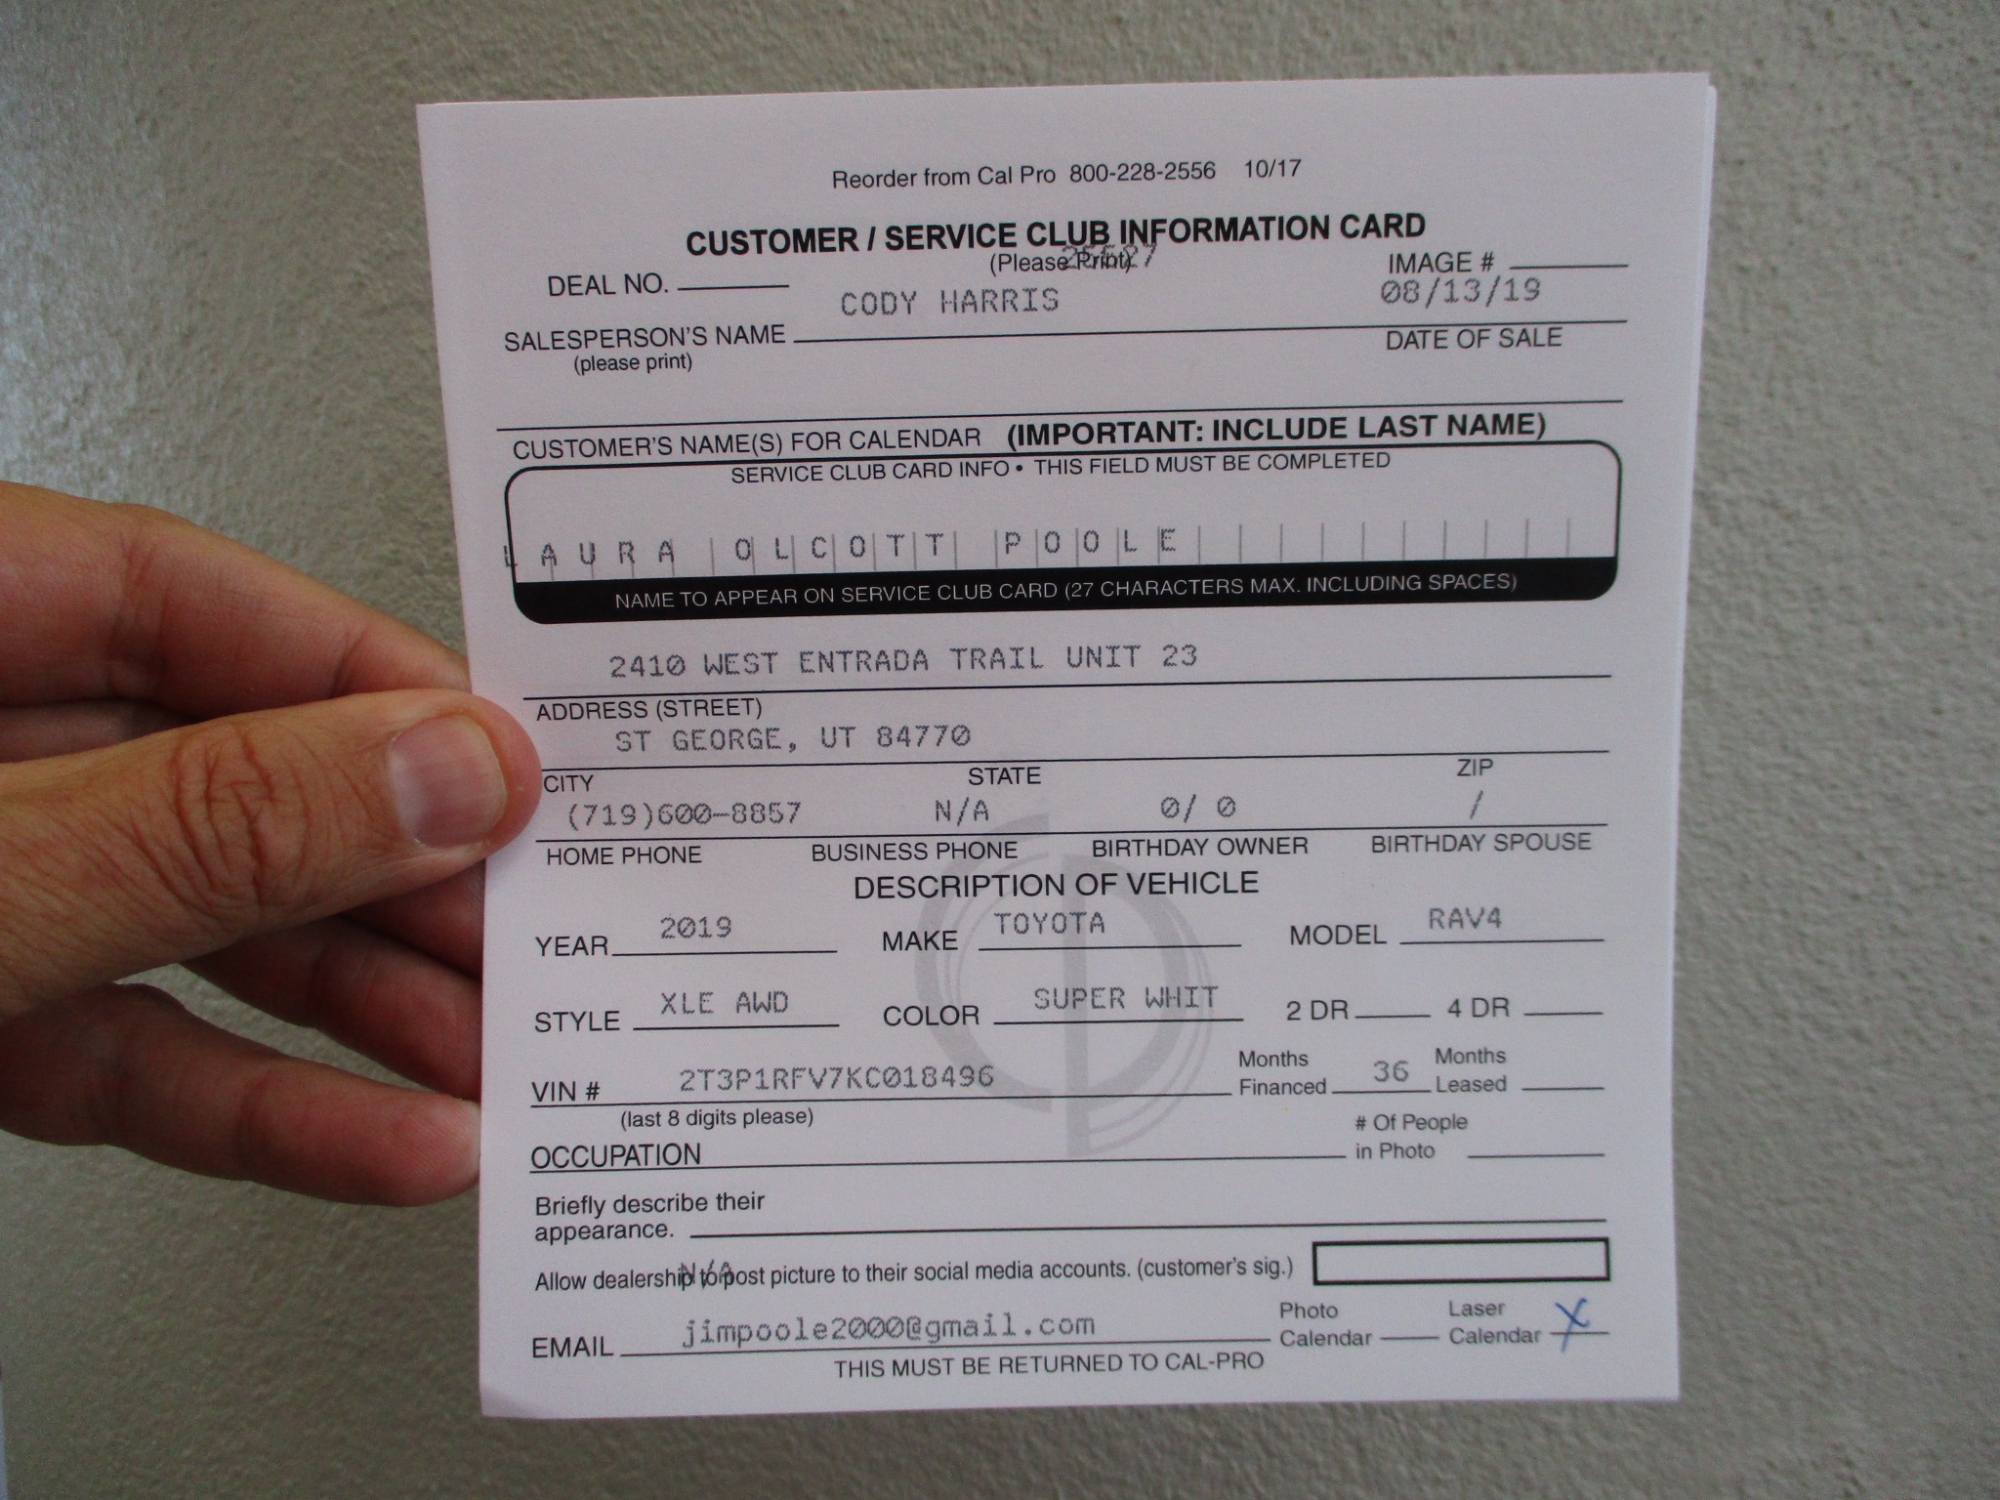 Reorder from Cal Pro 800-228-2556 10/17
CUSTOMER / SERVICE CLUB INFORMATION CARD
(Please Print)
DEAL NO. IMAGE #
CODY HARRIS 08/13/19
SALESPERSON'S NAME DATE OF SALE
(please print)
CUSTOMER'S NAME(S) FOR CALENDAR (IMPORTANT: INCLUDE LAST NAME)
SERVICE CLUB CARD INFO • THIS FIELD MUST BE COMPLETED
LAURA OLCOTT POOLE
NAME TO APPEAR ON SERVICE CLUB CARD (27 CHARACTERS MAX. INCLUDING SPACES)
2410 WEST ENTRADA TRAIL UNIT 23
ADDRESS (STREET)
ST GEORGE, UT 84770
CITY STATE ZIP
(719)600-8857 N/A 0/ 0 /
HOME PHONE BUSINESS PHONE BIRTHDAY OWNER BIRTHDAY SPOUSE
DESCRIPTION OF VEHICLE
YEAR 2019 MAKE TOYOTA MODEL RAV4
STYLE XLE AWD COLOR SUPER WHIT 2 DR 4 DR
VIN # 2T3P1RFV7KC018496 Months Financed 36 Months Leased
(last 8 digits please)
OCCUPATION # Of People in Photo
Briefly describe their
appearance.
N/A
Allow dealership to post picture to their social media accounts. (customer's sig.)
EMAIL jimpoole2000@gmail.com Photo Calendar Laser Calendar X
THIS MUST BE RETURNED TO CAL-PRO